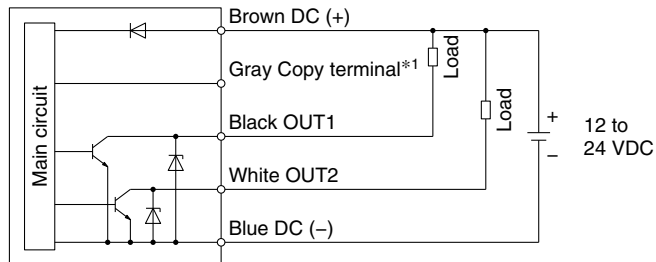 Brown DC (+)
Gray Copy terminal*1
Black OUT1
White OUT2
Blue DC (−)
Main circuit
Load
Load
+
12 to
24 VDC
−